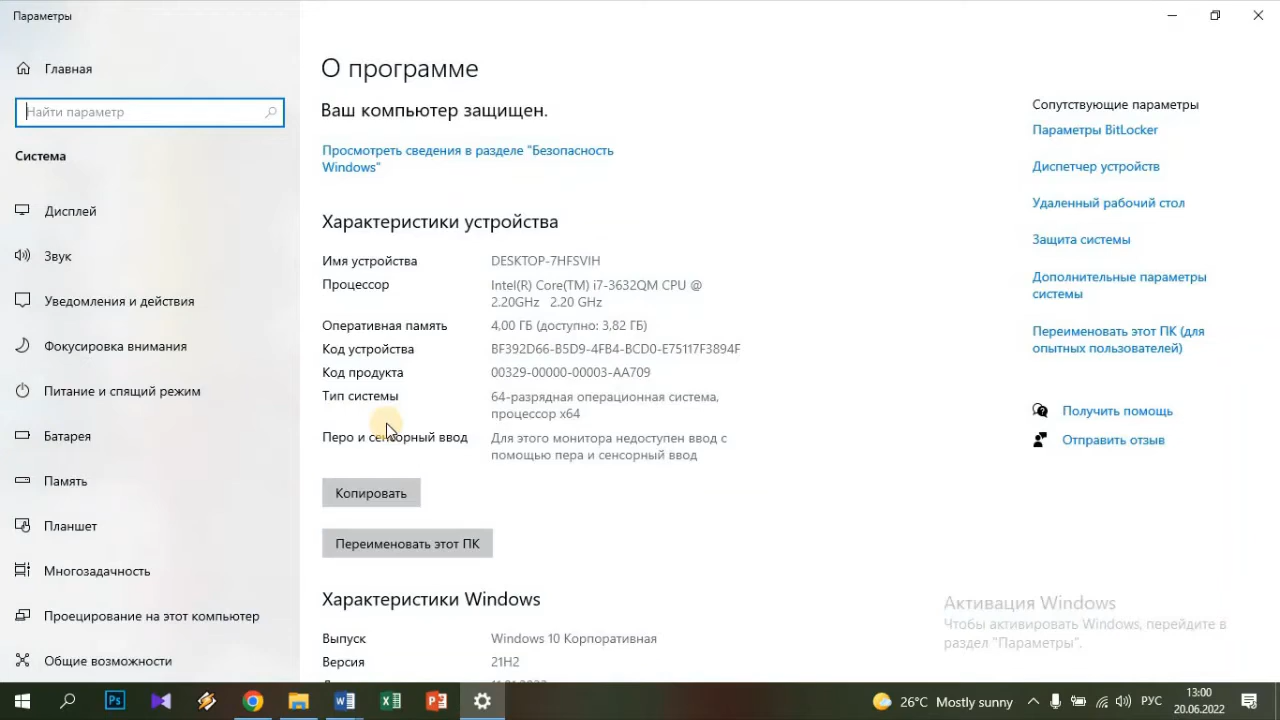 Параметры
Главная
Найти параметр
Система
Дисплей
Звук
Уведомления и действия
Фокусировка внимания
Питание и спящий режим
Батарея
Память
Планшет
Многозадачность
Проецирование на этот компьютер
Общие возможности
О программе
Ваш компьютер защищен.
Просмотреть сведения в разделе "Безопасность
Windows"
Характеристики устройства
Имя устройства DESKTOP-7HFSVIH
Процессор Intel(R) Core(TM) i7-3632QM CPU @
2.20GHz 2.20 GHz
Оперативная память 4,00 ГБ (доступно: 3,82 ГБ)
Код устройства BF392D66-B5D9-4FB4-BCD0-E75117F3894F
Код продукта 00329-00000-00003-AA709
Тип системы 64-разрядная операционная система,
процессор x64
Перо и сенсорный ввод Для этого монитора недоступен ввод с
помощью пера и сенсорный ввод
Копировать
Переименовать этот ПК
Характеристики Windows
Выпуск Windows 10 Корпоративная
Версия 21H2
Сопутствующие параметры
Параметры BitLocker
Диспетчер устройств
Удаленный рабочий стол
Защита системы
Дополнительные параметры
системы
Переименовать этот ПК (для
опытных пользователей)
Получить помощь
Отправить отзыв
Активация Windows
Чтобы активировать Windows, перейдите в
раздел "Параметры".
Ps
26°C Mostly sunny
РУС
13:00
20.06.2022